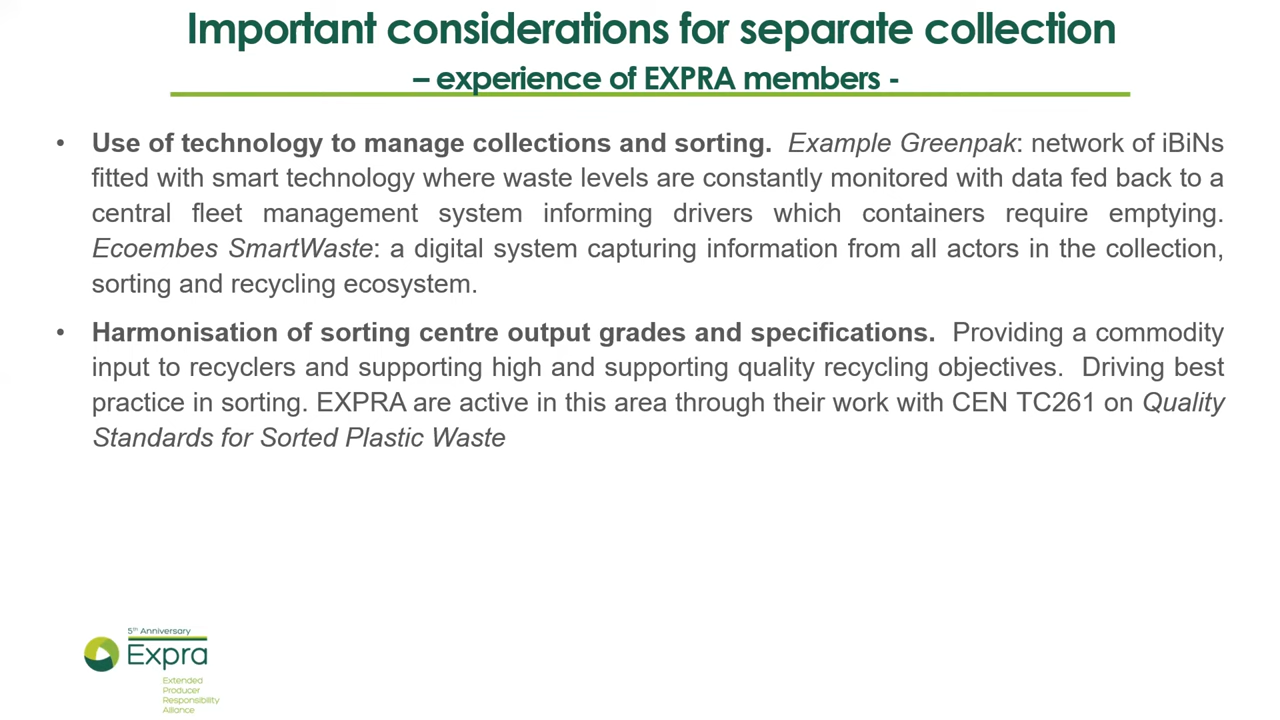 Important considerations for separate collection
– experience of EXPRA members -
• Use of technology to manage collections and sorting. Example Greenpak: network of iBiNs
fitted with smart technology where waste levels are constantly monitored with data fed back to a
central fleet management system informing drivers which containers require emptying.
Ecoembes SmartWaste: a digital system capturing information from all actors in the collection,
sorting and recycling ecosystem.
• Harmonisation of sorting centre output grades and specifications. Providing a commodity
input to recyclers and supporting high and supporting quality recycling objectives. Driving best
practice in sorting. EXPRA are active in this area through their work with CEN TC261 on Quality
Standards for Sorted Plastic Waste
5th Anniversary
Expra
Extended
Producer
Responsibility
Alliance